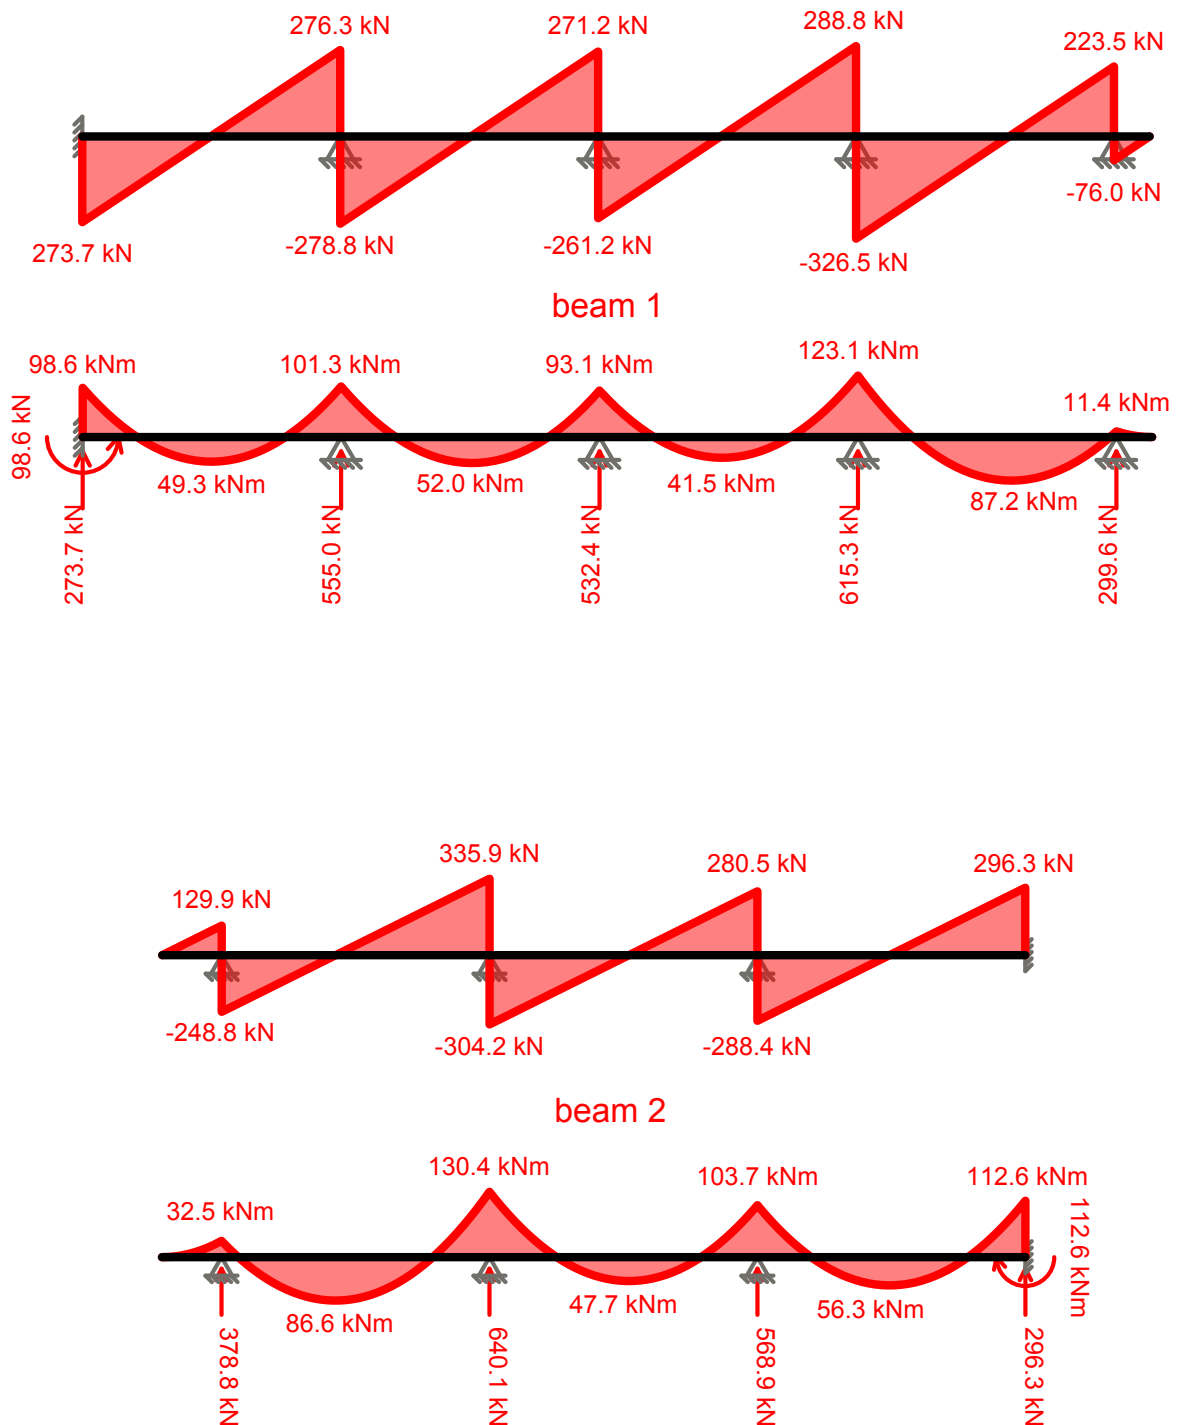 276.3 kN
271.2 kN
288.8 kN
223.5 kN
273.7 kN
-278.8 kN
-261.2 kN
-326.5 kN
-76.0 kN
beam 1
98.6 kNm
101.3 kNm
93.1 kNm
123.1 kNm
11.4 kNm
98.6 kN
49.3 kNm
52.0 kNm
41.5 kNm
87.2 kNm
273.7 kN
555.0 kN
532.4 kN
615.3 kN
299.6 kN
129.9 kN
335.9 kN
280.5 kN
296.3 kN
-248.8 kN
-304.2 kN
-288.4 kN
beam 2
32.5 kNm
130.4 kNm
103.7 kNm
112.6 kNm
112.6 kNm
86.6 kNm
47.7 kNm
56.3 kNm
378.8 kN
640.1 kN
568.9 kN
296.3 kN